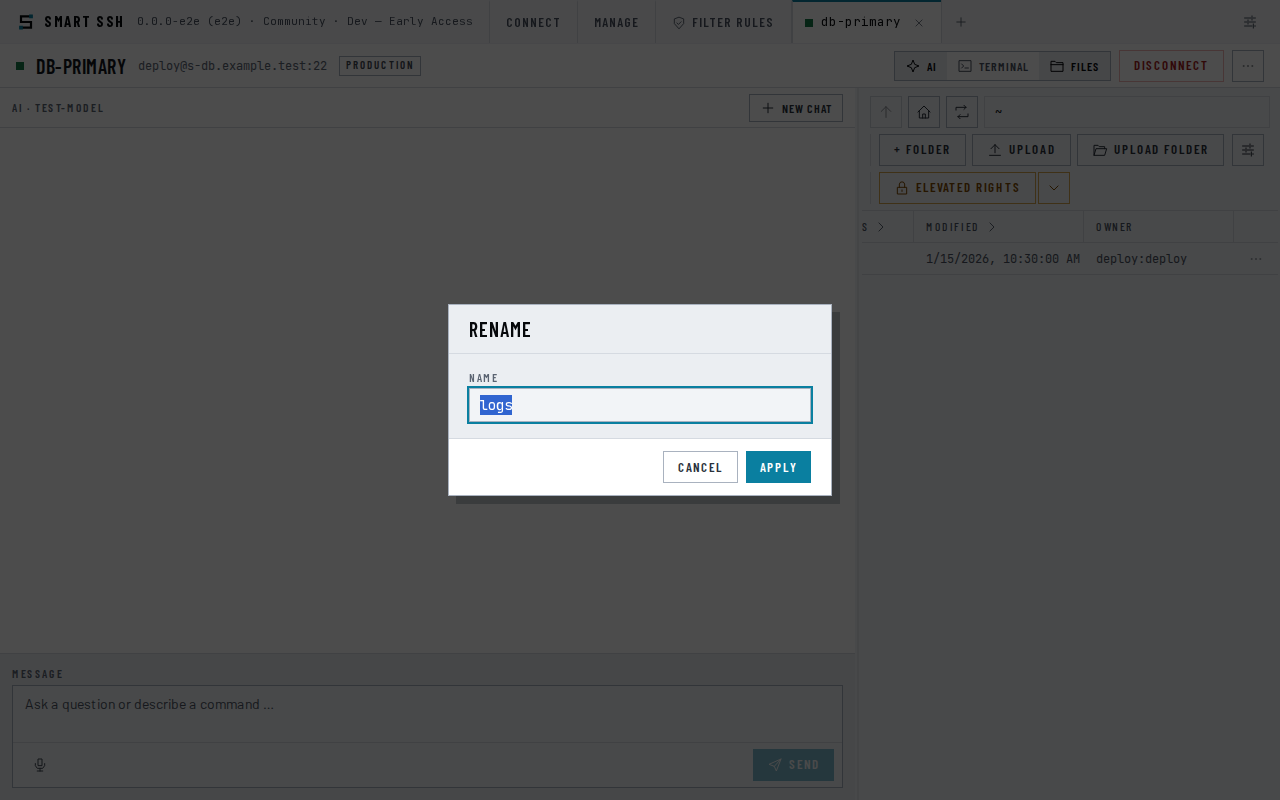 SMART SSH 0.0.0-e2e (e2e) · Community · Dev — Early Access CONNECT MANAGE FILTER RULES db-primary
DB-PRIMARY deploy@s-db.example.test:22 PRODUCTION AI TERMINAL FILES DISCONNECT ...
AI · TEST-MODEL NEW CHAT
~
+ FOLDER UPLOAD UPLOAD FOLDER
ELEVATED RIGHTS
S MODIFIED OWNER
1/15/2026, 10:30:00 AM deploy:deploy ...
RENAME
NAME
logs
CANCEL APPLY
MESSAGE
Ask a question or describe a command ...
SEND